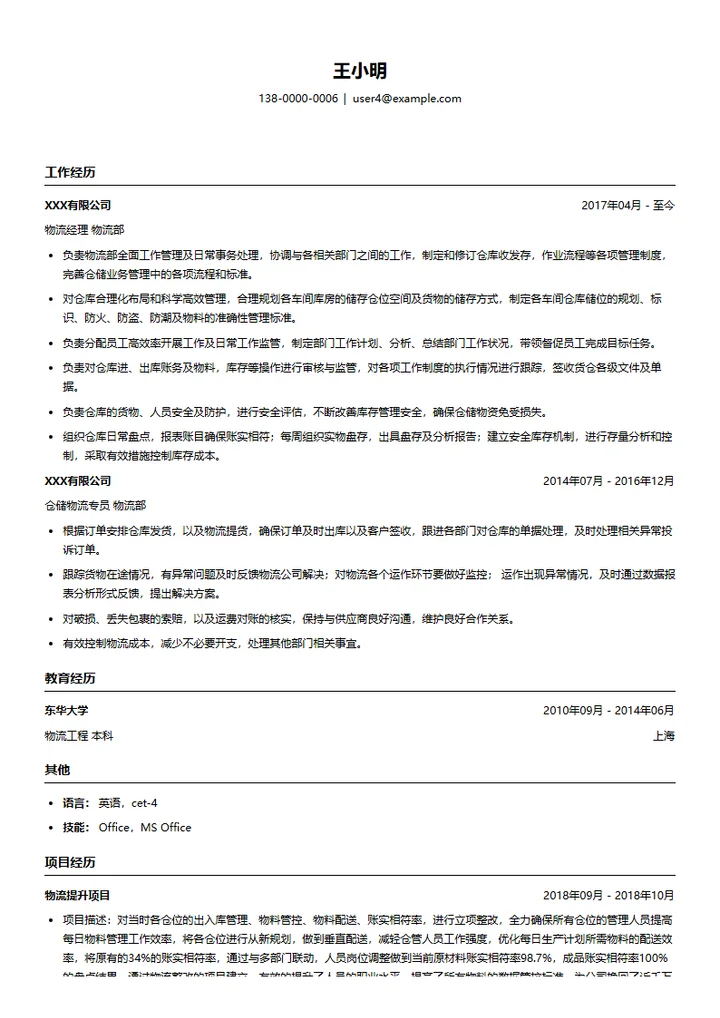 王小明
138-0000-0006 | user4@example.com
工作经历
XXX有限公司 2017年04月 - 至今
物流经理 物流部
• 负责物流部全面工作管理及日常事务处理，协调与各相关部门之间的工作，制定和修订仓库收发存，作业流程等各项管理制度，
完善仓储业务管理中的各项流程和标准。
• 对仓库合理化布局和科学高效管理，合理规划各车间库房的储存仓位空间及货物的储存方式，制定各车间仓库储位的规划、标
识、防火、防盗、防潮及物料的准确性管理标准。
• 负责分配员工高效率开展工作及日常工作监管，制定部门工作计划、分析、总结部门工作状况，带领督促员工完成目标任务。
• 负责对仓库进、出库账务及物料，库存等操作进行审核与监管，对各项工作制度的执行情况进行跟踪，签收货仓各级文件及单
据。
• 负责仓库的货物、人员安全及防护，进行安全评估，不断改善库存管理安全，确保仓储物资免受损失。
• 组织仓库日常盘点，报表账目确保账实相符；每周组织实物盘存，出具盘存及分析报告；建立安全库存机制，进行存量分析和控
制，采取有效措施控制库存成本。
XXX有限公司 2014年07月 - 2016年12月
仓储物流专员 物流部
• 根据订单安排仓库发货，以及物流提货，确保订单及时出库以及客户签收，跟进各部门对仓库的单据处理，及时处理相关异常投
诉订单。
• 跟踪货物在途情况，有异常问题及时反馈物流公司解决；对物流各个运作环节要做好监控； 运作出现异常情况，及时通过数据报
表分析形式反馈，提出解决方案。
• 对破损、丢失包裹的索赔，以及运费对账的核实，保持与供应商良好沟通，维护良好合作关系。
• 有效控制物流成本，减少不必要开支，处理其他部门相关事宜。
教育经历
东华大学 2010年09月 - 2014年06月
物流工程 本科 上海
其他
• 语言： 英语，cet-4
• 技能： Office，MS Office
项目经历
物流提升项目 2018年09月 - 2018年10月
• 项目描述：对当时各仓位的出入库管理、物料管控、物料配送、账实相符率，进行立项整改，全力确保所有仓位的管理人员提高
每日物料管理工作效率，将各仓位进行从新规划，做到垂直配送，减轻仓管人员工作强度，优化每日生产计划所需物料的配送效
率，将原有的34%的账实相符率，通过与多部门联动，人员岗位调整做到当前原材料账实相符率98.7%，成品账实相符率100%